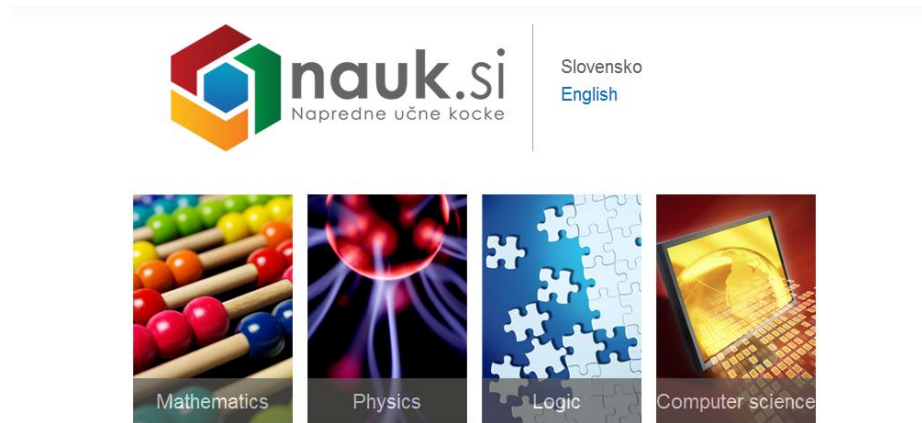 nauk.si
Napredne učne kocke
Slovensko
English
Mathematics
Physics
Logic
Computer science